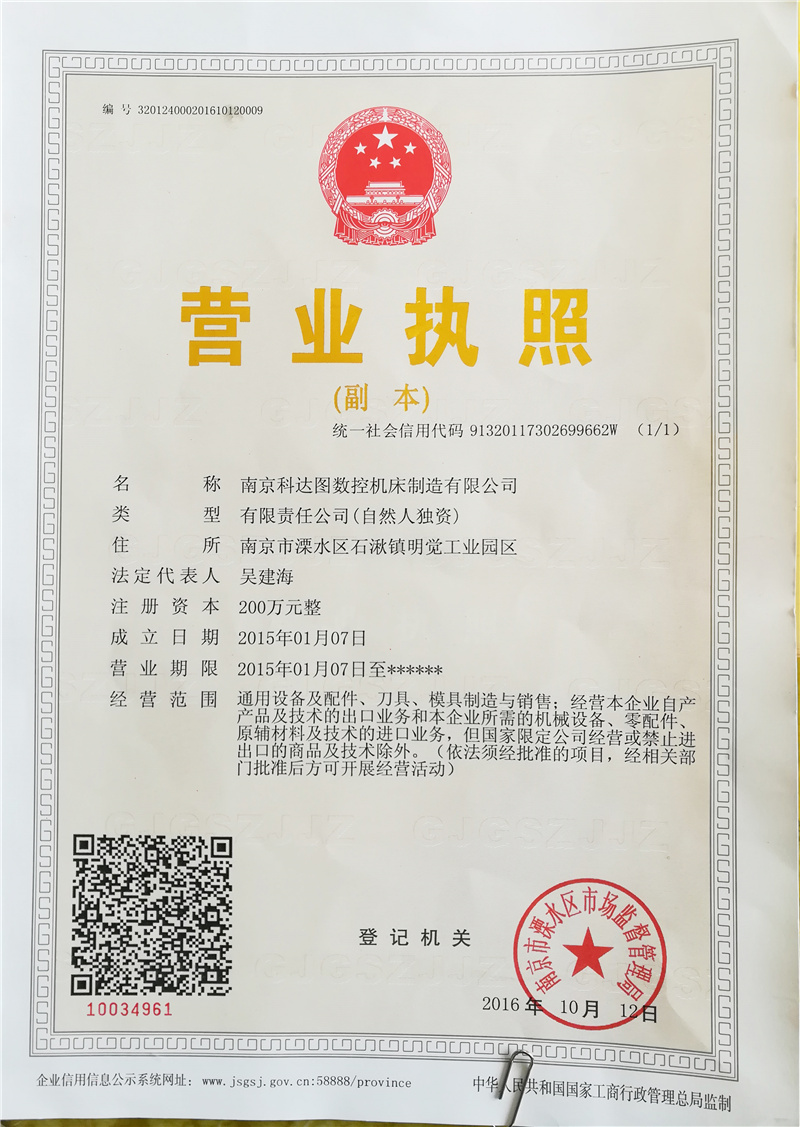 编 号 320124000201610120009
营业执照
(副 本)
统一社会信用代码 91320117302699662W （1/1）
名 称 南京科达图数控机床制造有限公司
类 型 有限责任公司(自然人独资)
住 所 南京市溧水区石湫镇明觉工业园区
法定代表人 吴建海
注 册 资 本 200万元整
成 立 日 期 2015年01月07日
营 业 期 限 2015年01月07日至******
经 营 范 围 通用设备及配件、刀具、模具制造与销售；经营本企业自产
产品及技术的出口业务和本企业所需的机械设备、零配件、
原辅材料及技术的进口业务，但国家限定公司经营或禁止进
出口的商品及技术除外。（依法须经批准的项目，经相关部
门批准后方可开展经营活动）
10034961
登 记 机 关
南京市溧水区市场监督管理局
2016 年 10 月 12 日
企业信用信息公示系统网址： www.jsgsj.gov.cn:58888/province
中华人民共和国国家工商行政管理总局监制